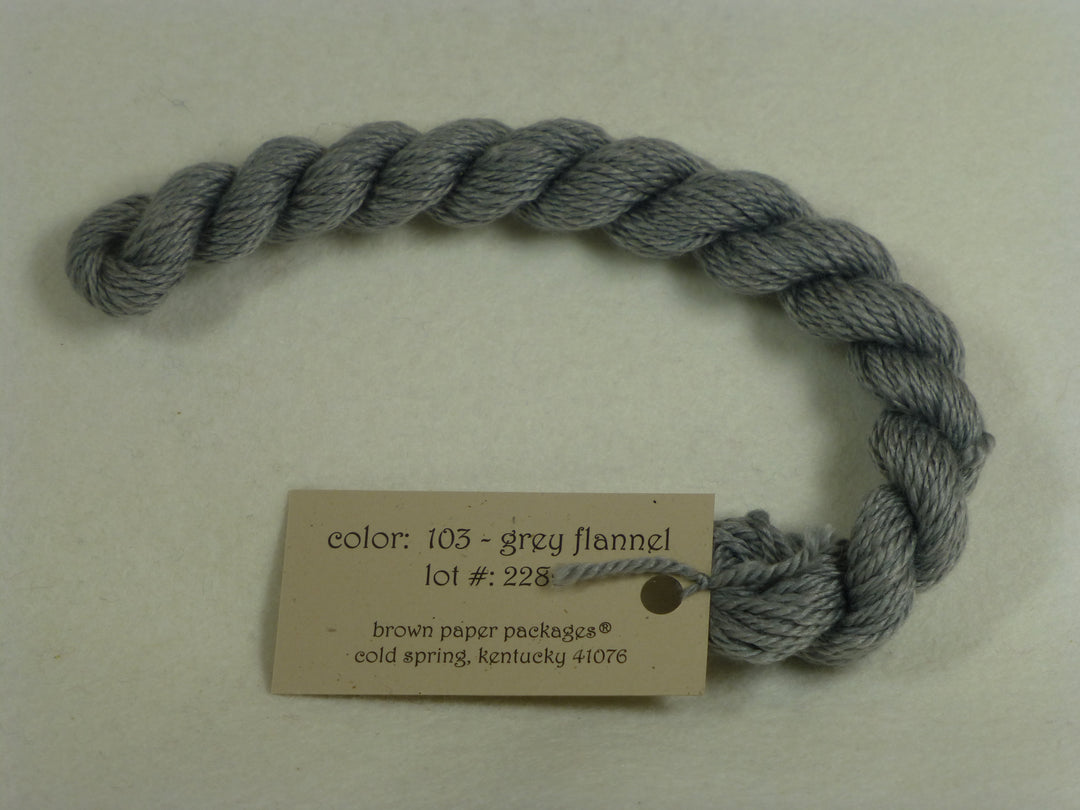 color: 103 - grey flannel
lot #: 228
brown paper packages®
cold spring, kentucky 41076